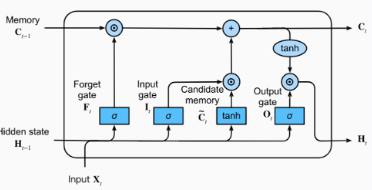 Memory
C_{t−1}
C_t
tanh
Forget gate
F_t
Input gate
I_t
Candidate memory
C̃_t
Output gate
O_t
σ
σ
tanh
σ
Hidden state
H_{t−1}
H_t
Input X_t